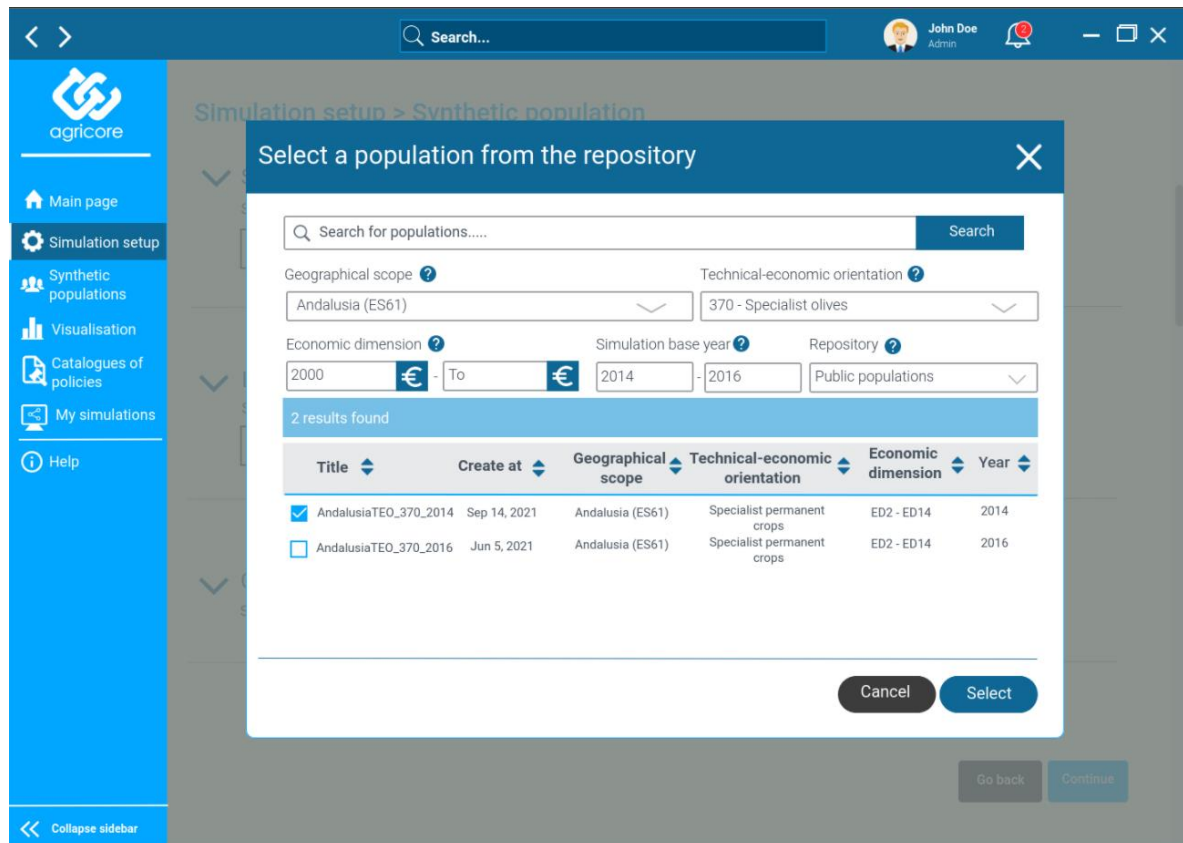 Search...
John Doe
Admin
2
agricore
Main page
Simulation setup
Synthetic
populations
Visualisation
Catalogues of
policies
My simulations
Help
Collapse sidebar
Simulation setup > Synthetic population
Select a population from the repository
Search for populations.....
Search
Geographical scope ?
Technical-economic orientation ?
Andalusia (ES61)
370 - Specialist olives
Economic dimension ?
Simulation base year ?
Repository ?
2000 € - To €
2014 - 2016
Public populations
2 results found
Title Create at Geographical scope Technical-economic orientation Economic dimension Year
AndalusiaTEO_370_2014 Sep 14, 2021 Andalusia (ES61) Specialist permanent crops ED2 - ED14 2014
AndalusiaTEO_370_2016 Jun 5, 2021 Andalusia (ES61) Specialist permanent crops ED2 - ED14 2016
Cancel
Select
Go back
Continue